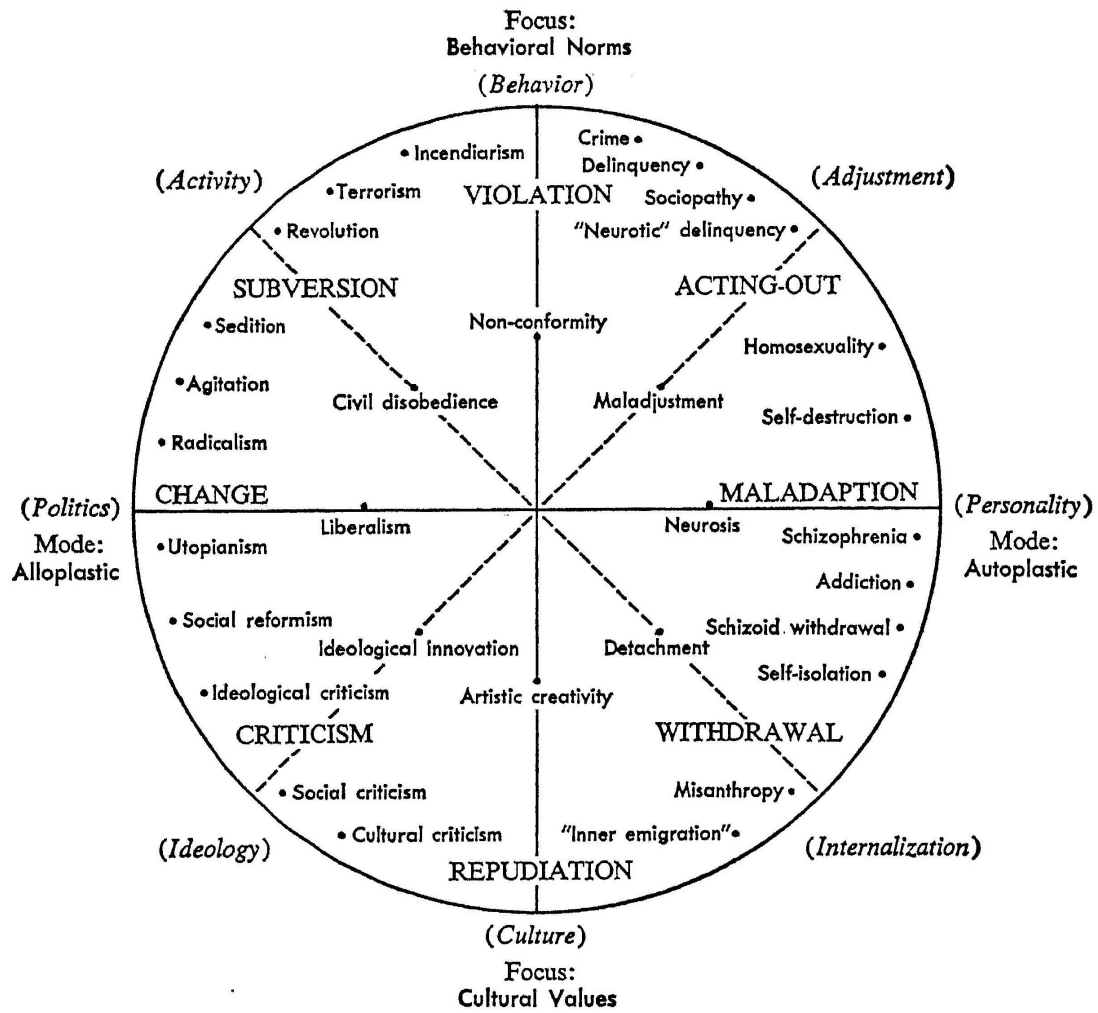 Focus:
Behavioral Norms
(Behavior)
Crime
Incendiarism
Delinquency
(Activity)
(Adjustment)
Terrorism
VIOLATION
Sociopathy
Revolution
"Neurotic" delinquency
SUBVERSION
ACTING-OUT
Sedition
Non-conformity
Homosexuality
Agitation
Civil disobedience
Maladjustment
Self-destruction
Radicalism
CHANGE
MALADAPTION
(Politics)
(Personality)
Liberalism
Neurosis
Mode:
Alloplastic
Utopianism
Schizophrenia
Mode:
Autoplastic
Addiction
Social reformism
Schizoid withdrawal
Ideological innovation
Detachment
Self-isolation
Ideological criticism
Artistic creativity
CRITICISM
WITHDRAWAL
Social criticism
Misanthropy
Cultural criticism
"Inner emigration"
(Ideology)
(Internalization)
REPUDIATION
(Culture)
Focus:
Cultural Values